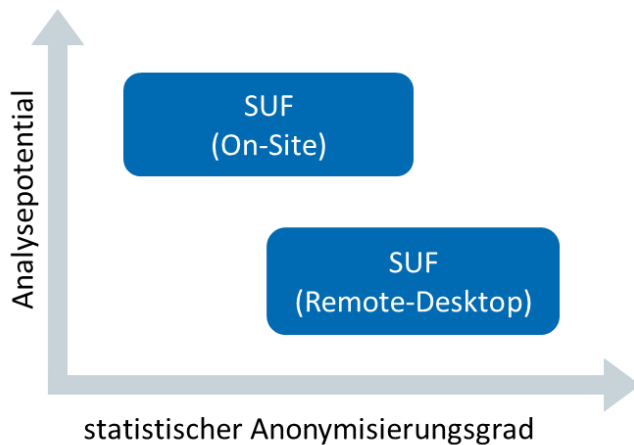 Analysepotential
SUF
(On-Site)
SUF
(Remote-Desktop)
statistischer Anonymisierungsgrad